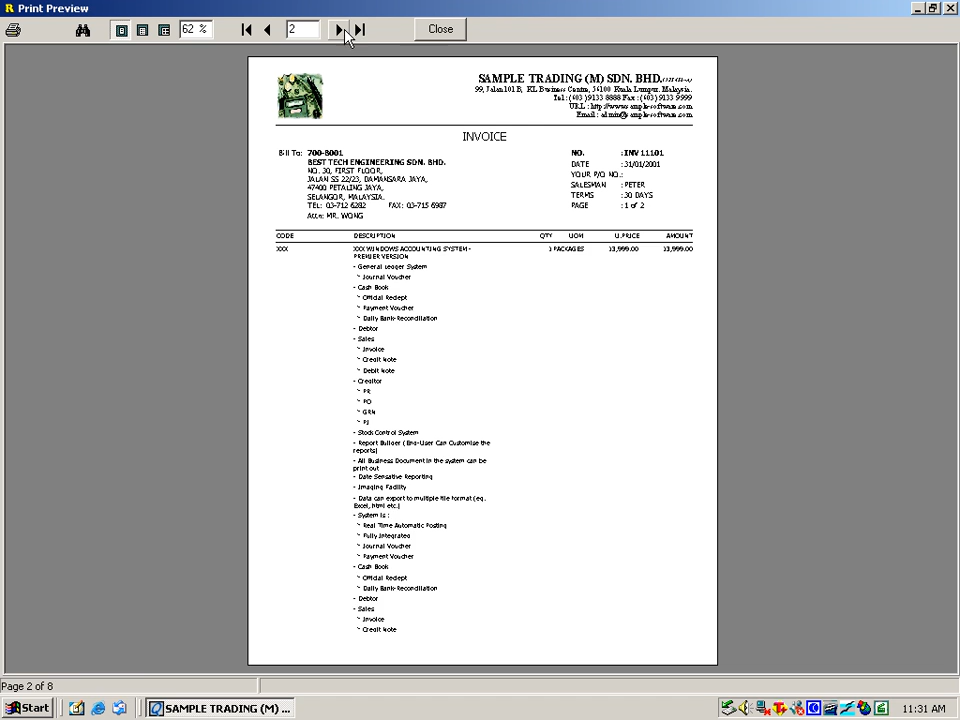 Print Preview
62 %
2
Close
SAMPLE TRADING (M) SDN. BHD.
99, Jalan 101B, KL Business Centre, 56100 Kuala Lumpur. Malaysia.
Tel : (603) 9133 8888 Fax : (603) 9133 9999
Email :
INVOICE
Bill To: 700-B001
BEST TECH ENGINEERING SDN. BHD.
NO. 30, FIRST FLOOR,
JALAN SS 22/23, DAMANSARA JAYA,
47400 PETALING JAYA,
SELANGOR, MALAYSIA.
TEL: 03-712 6282 FAX: 03-715 6987
Attn: MR. WONG
NO. : INV 11101
DATE : 31/01/2001
YOUR P/O NO. :
SALESMAN : PETER
TERMS : 30 DAYS
PAGE : 1 of 2
CODE DESCRIPTION QTY UOM U.PRICE AMOUNT
XXX XXX WINDOWS ACCOUNTING SYSTEM - 1 PACKAGES 13,999.00 13,999.00
PREMIER VERSION
- General Ledger System
~ Journal Voucher
- Cash Book
~ Official Reciept
~ Payment Voucher
~ Daily Bank-Reconciliation
- Debtor
- Sales
~ Invoice
~ Credit Note
~ Debit Note
- Creditor
~ PR
~ PO
~ GRN
~ PI
- Stock Control System
- Report Builder ( End-User Can Customise the
reports)
- All Business Document in the system can be
print out
- Date Sensative Reporting
- Imaging Facility
- Data can export to multiple file format (eg.
Excel, html etc.)
- System is :
~ Real Time Automatic Posting
~ Fully Integrated
~ Journal Voucher
~ Payment Voucher
- Cash Book
~ Official Reciept
~ Daily Bank-Reconciliation
- Debtor
- Sales
~ Invoice
~ Credit Note
Page 2 of 8
Start
SAMPLE TRADING (M) ...
11:31 AM